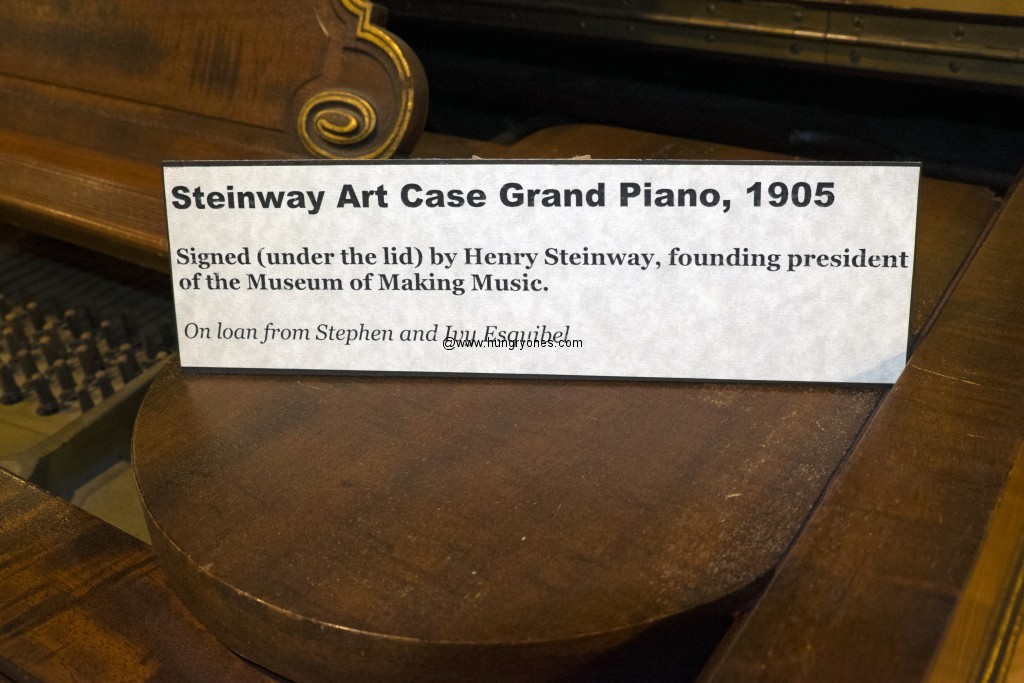 Steinway Art Case Grand Piano, 1905
Signed (under the lid) by Henry Steinway, founding president
of the Museum of Making Music.
On loan from Stephen and Ivy Esquibel
@www.hungryones.com